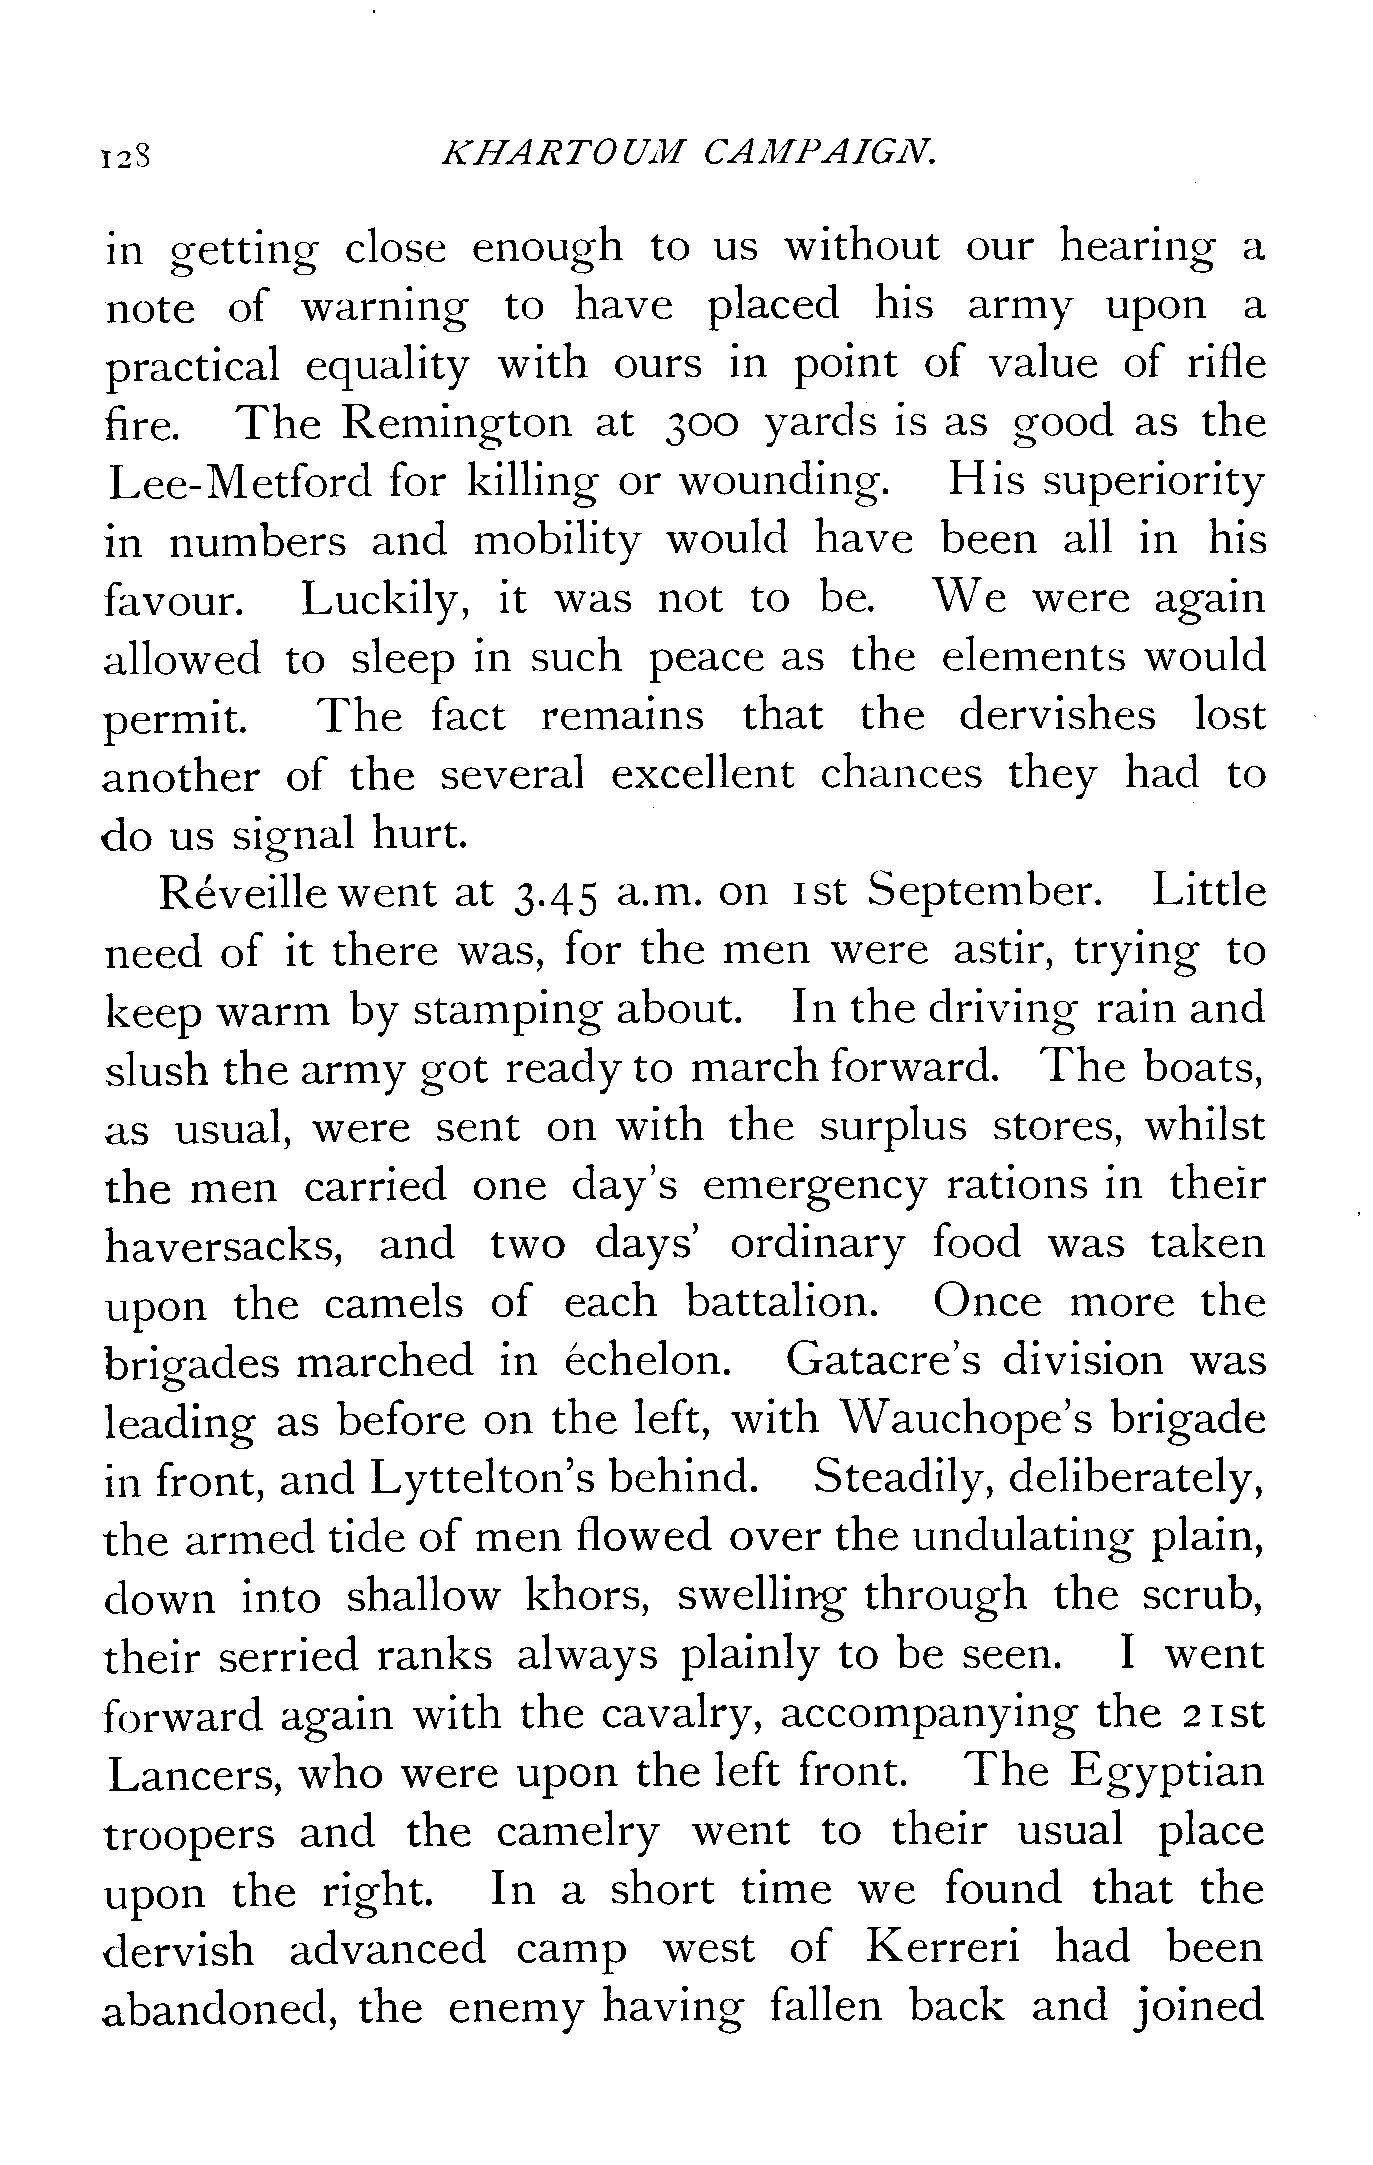 128 KHARTOUM CAMPAIGN.
in getting close enough to us without our hearing a
note of warning to have placed his army upon a
practical equality with ours in point of value of rifle
fire. The Remington at 300 yards is as good as the
Lee-Metford for killing or wounding. His superiority
in numbers and mobility would have been all in his
favour. Luckily, it was not to be. We were again
allowed to sleep in such peace as the elements would
permit. The fact remains that the dervishes lost
another of the several excellent chances they had to
do us signal hurt.
Réveille went at 3.45 a.m. on 1st September. Little
need of it there was, for the men were astir, trying to
keep warm by stamping about. In the driving rain and
slush the army got ready to march forward. The boats,
as usual, were sent on with the surplus stores, whilst
the men carried one day's emergency rations in their
haversacks, and two days' ordinary food was taken
upon the camels of each battalion. Once more the
brigades marched in échelon. Gatacre's division was
leading as before on the left, with Wauchope's brigade
in front, and Lyttelton's behind. Steadily, deliberately,
the armed tide of men flowed over the undulating plain,
down into shallow khors, swelling through the scrub,
their serried ranks always plainly to be seen. I went
forward again with the cavalry, accompanying the 21st
Lancers, who were upon the left front. The Egyptian
troopers and the camelry went to their usual place
upon the right. In a short time we found that the
dervish advanced camp west of Kerreri had been
abandoned, the enemy having fallen back and joined